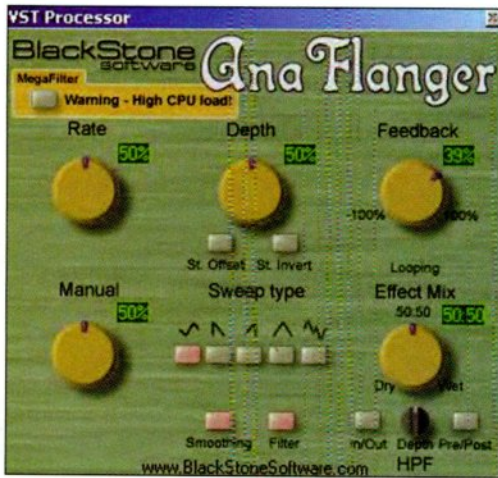 VST Processor
BlackStone
software
Ana Flanger
MegaFilter
Warning - High CPU load!
Rate
Depth
Feedback
50%
50%
39%
-100%
100%
St. Offset
St. Invert
Looping
Manual
Sweep type
Effect Mix
50%
50:50
50:50
Dry
Wet
Smoothing
Filter
In/Out
Depth
Pre/Post
HPF
www.BlackStoneSoftware.com